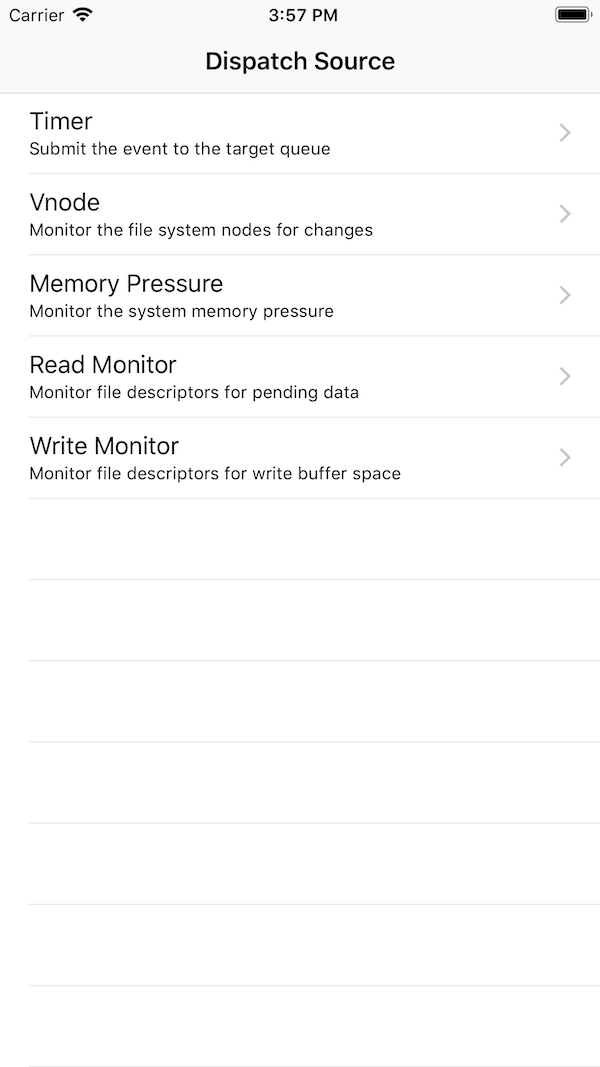 Carrier 3:57 PM
Dispatch Source
Timer
Submit the event to the target queue
Vnode
Monitor the file system nodes for changes
Memory Pressure
Monitor the system memory pressure
Read Monitor
Monitor file descriptors for pending data
Write Monitor
Monitor file descriptors for write buffer space